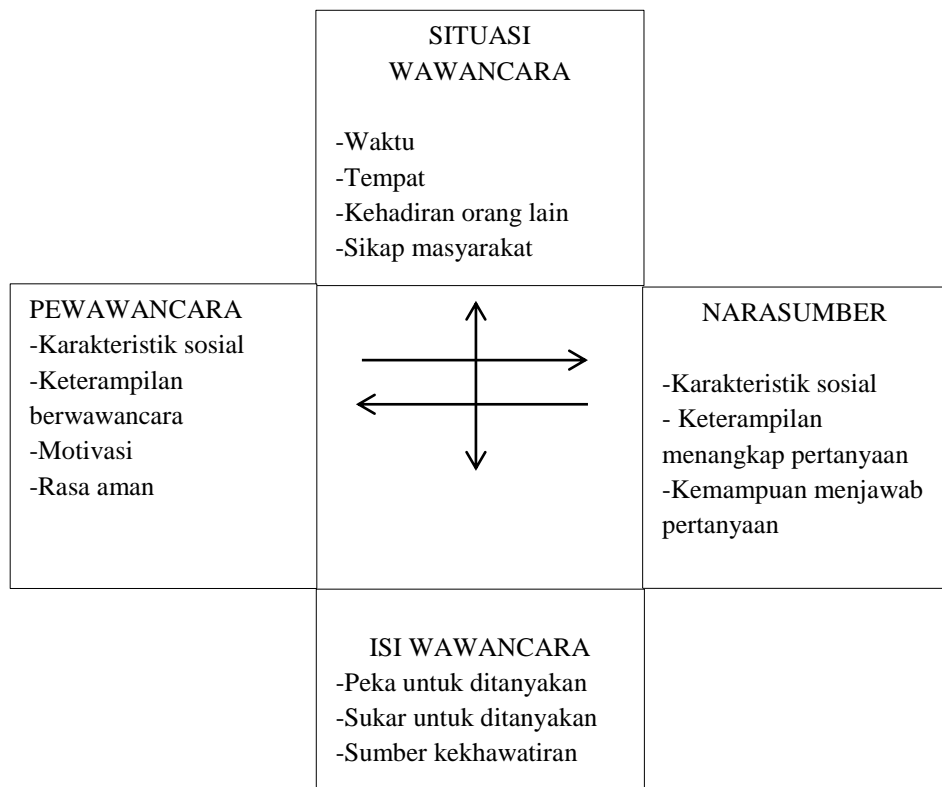 SITUASI
WAWANCARA
-Waktu
-Tempat
-Kehadiran orang lain
-Sikap masyarakat
PEWAWANCARA
-Karakteristik sosial
-Keterampilan
berwawancara
-Motivasi
-Rasa aman
NARASUMBER
-Karakteristik sosial
- Keterampilan
menangkap pertanyaan
-Kemampuan menjawab
pertanyaan
ISI WAWANCARA
-Peka untuk ditanyakan
-Sukar untuk ditanyakan
-Sumber kekhawatiran